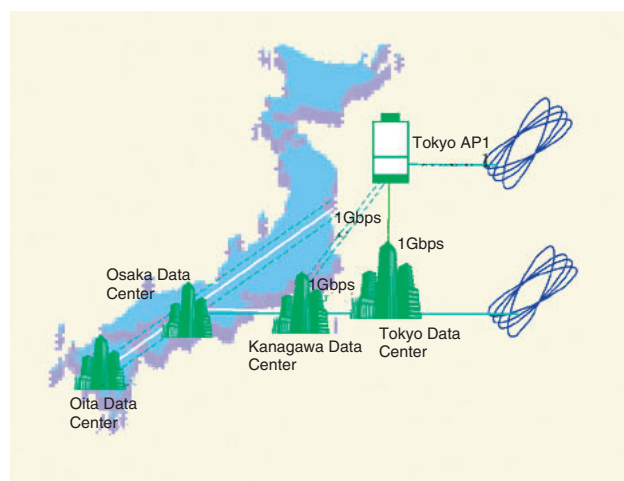 Tokyo AP1
1Gbps
1Gbps
1Gbps
Osaka Data
Center
Kanagawa Data
Center
Tokyo Data
Center
Oita Data
Center